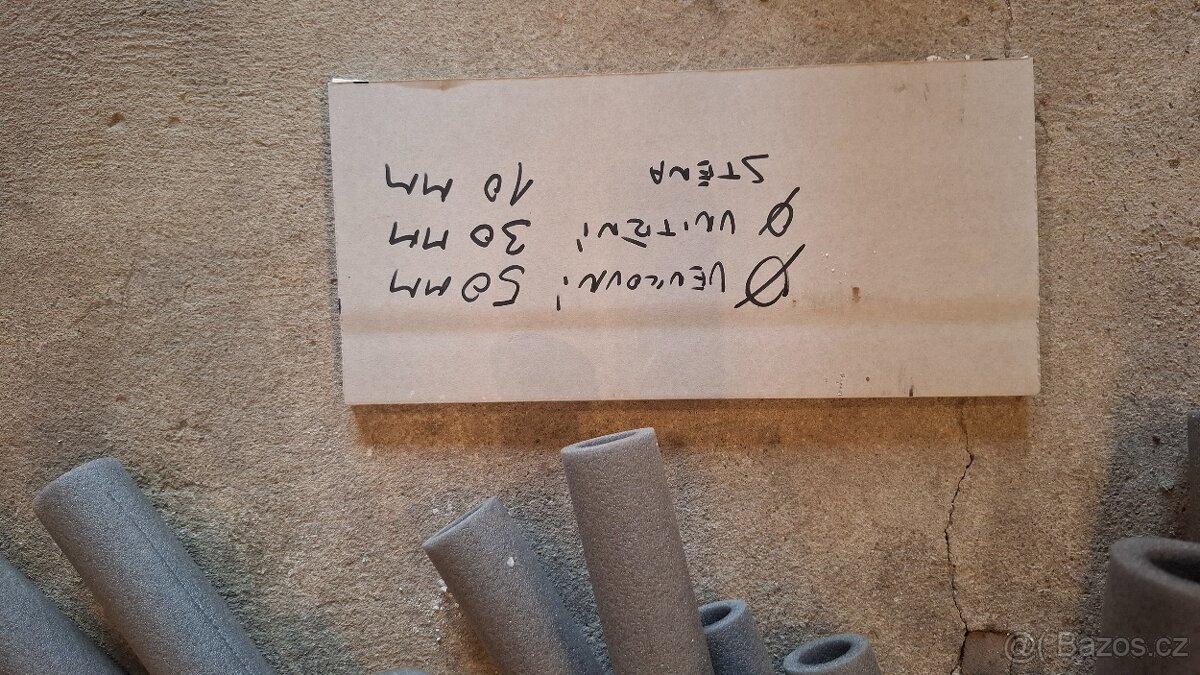 Ø VENKOVNÍ 50 MM
Ø VNITŘNÍ 30 MM
STĚNA 10 MM
Bazos.cz